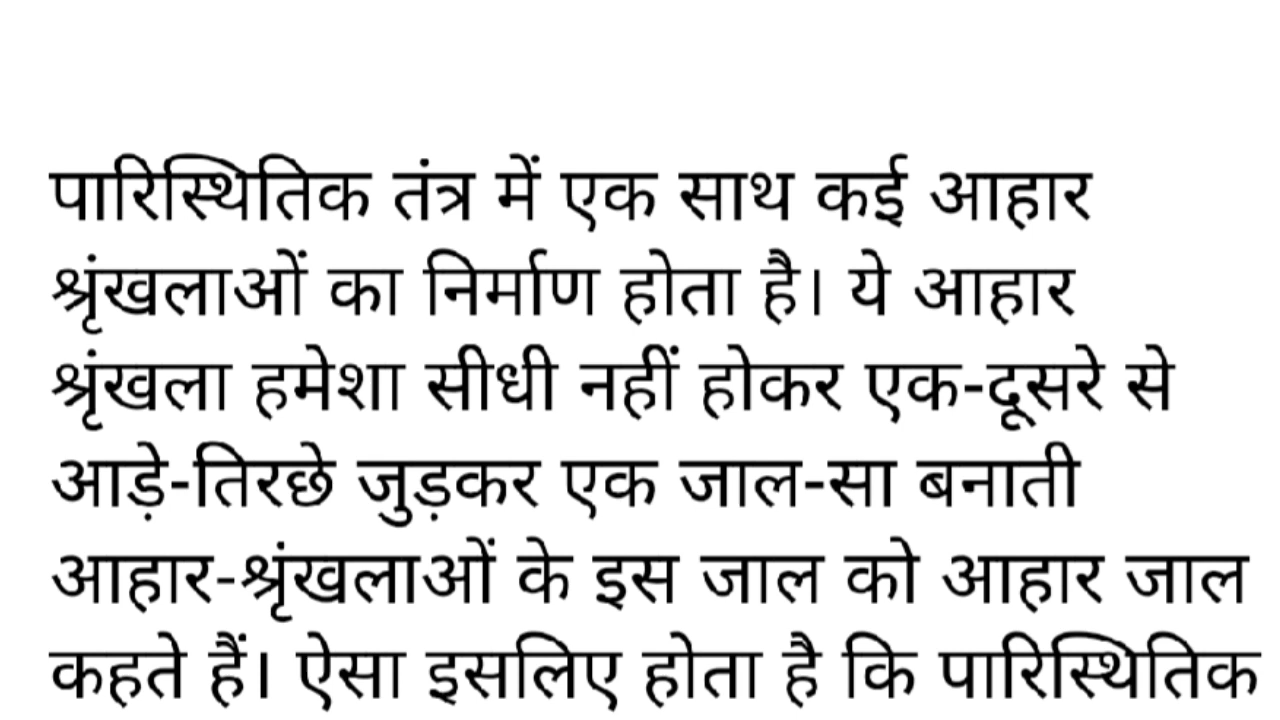 पारिस्थितिक तंत्र में एक साथ कई आहार
श्रृंखलाओं का निर्माण होता है। ये आहार
श्रृंखला हमेशा सीधी नहीं होकर एक-दूसरे से
आड़े-तिरछे जुड़कर एक जाल-सा बनाती
आहार-श्रृंखलाओं के इस जाल को आहार जाल
कहते हैं। ऐसा इसलिए होता है कि पारिस्थितिक